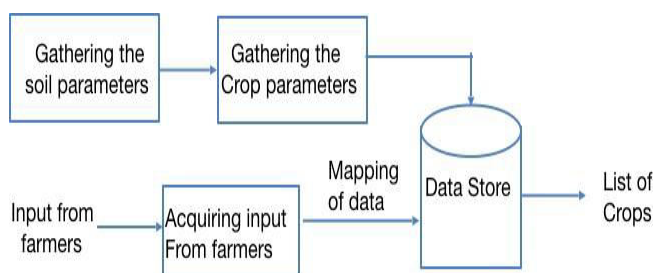 Gathering the
soil parameters
Gathering the
Crop parameters
Mapping
of data
Data Store
List of
Crops
Input from
farmers
Acquiring input
From farmers